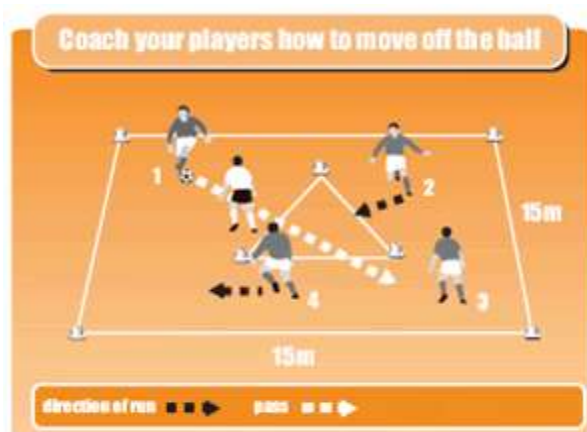 Coach your players how to move off the ball
1
2
15m
4
3
15m
direction of run
pass